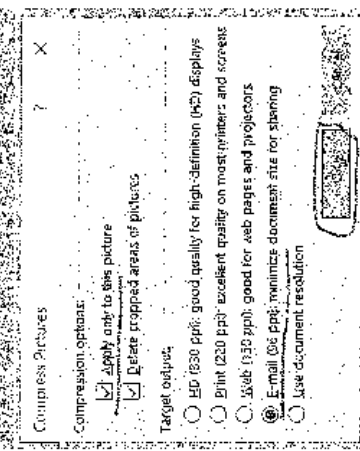 Compress Pictures ? X
Compression options:
Apply only to this picture
Delete cropped areas of pictures
Target output:
HD (330 ppi): good quality for high-definition (HD) displays
Print (220 ppi): excellent quality on most printers and screens
Web (150 ppi): good for web pages and projectors
E-mail (96 ppi): minimize document size for sharing
Use document resolution